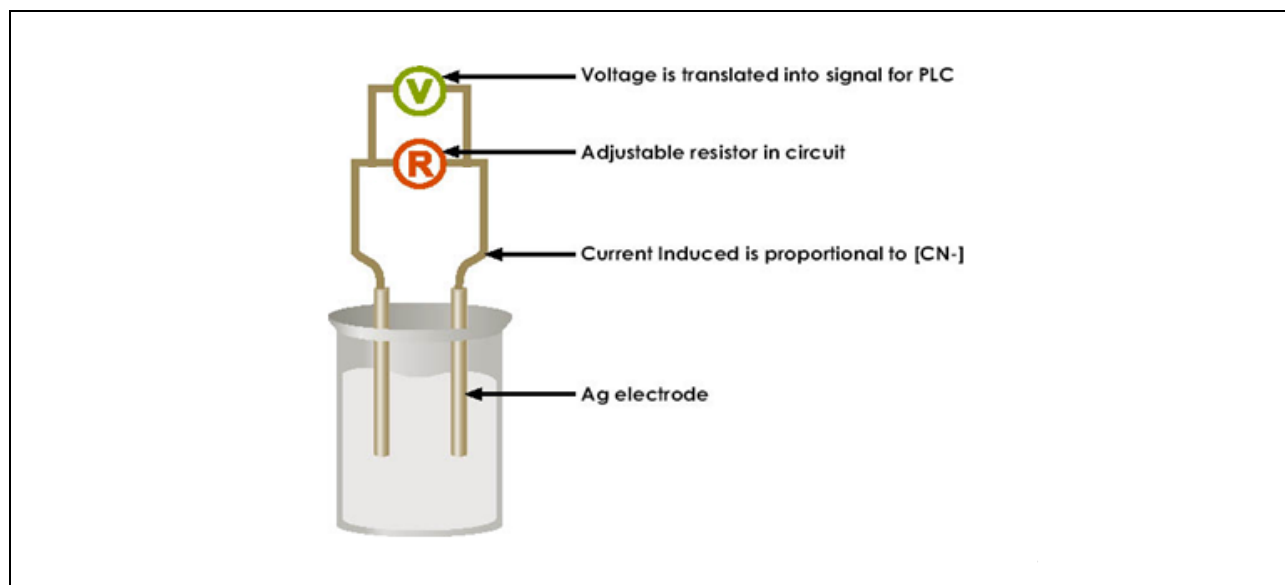 V
Voltage is translated into signal for PLC
R
Adjustable resistor in circuit
Current Induced is proportional to [CN-]
Ag electrode